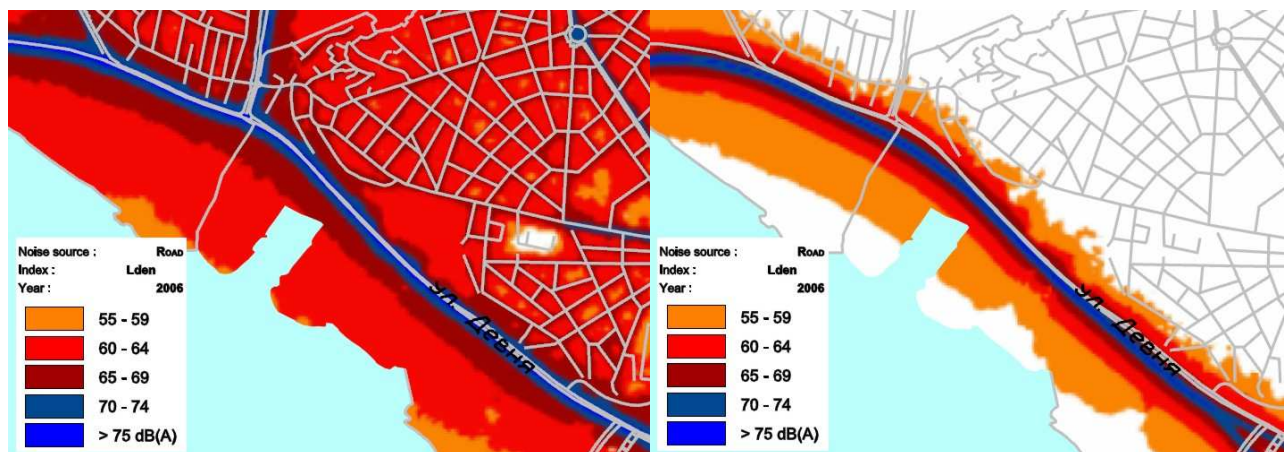 ул. Девня
Noise source : ROAD
Index : Lden
Year : 2006
55 - 59
60 - 64
65 - 69
70 - 74
> 75 dB(A)
ул. Девня
Noise source : ROAD
Index : Lden
Year : 2006
55 - 59
60 - 64
65 - 69
70 - 74
> 75 dB(A)